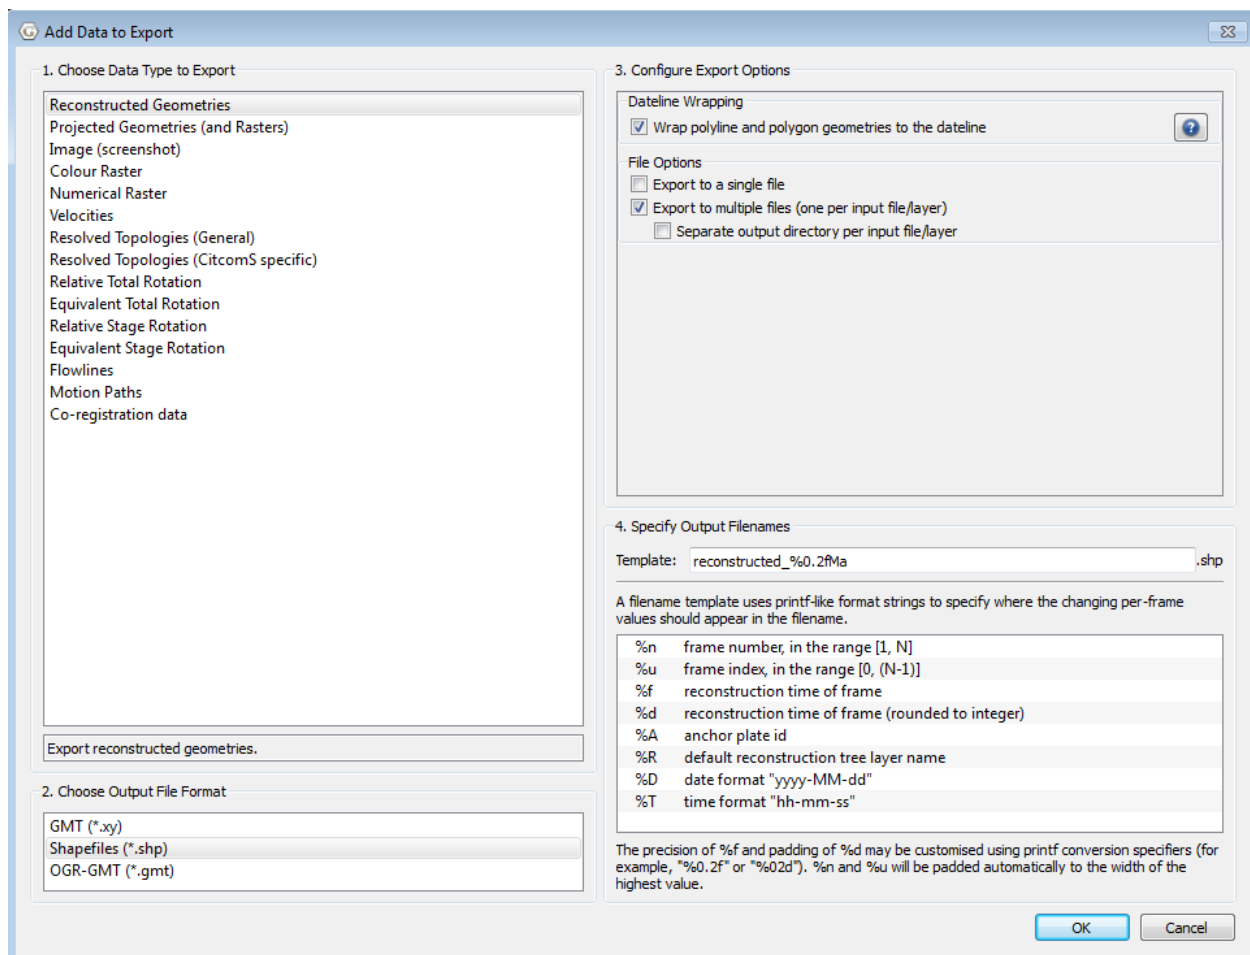 Add Data to Export
1. Choose Data Type to Export
Reconstructed Geometries
Projected Geometries (and Rasters)
Image (screenshot)
Colour Raster
Numerical Raster
Velocities
Resolved Topologies (General)
Resolved Topologies (CitcomS specific)
Relative Total Rotation
Equivalent Total Rotation
Relative Stage Rotation
Equivalent Stage Rotation
Flowlines
Motion Paths
Co-registration data
Export reconstructed geometries.
2. Choose Output File Format
GMT (*.xy)
Shapefiles (*.shp)
OGR-GMT (*.gmt)
3. Configure Export Options
Dateline Wrapping
Wrap polyline and polygon geometries to the dateline
?
File Options
Export to a single file
Export to multiple files (one per input file/layer)
Separate output directory per input file/layer
4. Specify Output Filenames
Template: reconstructed_%0.2fMa .shp
A filename template uses printf-like format strings to specify where the changing per-frame
values should appear in the filename.
%n frame number, in the range [1, N]
%u frame index, in the range [0, (N-1)]
%f reconstruction time of frame
%d reconstruction time of frame (rounded to integer)
%A anchor plate id
%R default reconstruction tree layer name
%D date format "yyyy-MM-dd"
%T time format "hh-mm-ss"
The precision of %f and padding of %d may be customised using printf conversion specifiers (for
example, "%0.2f" or "%02d"). %n and %u will be padded automatically to the width of the
highest value.
OK Cancel